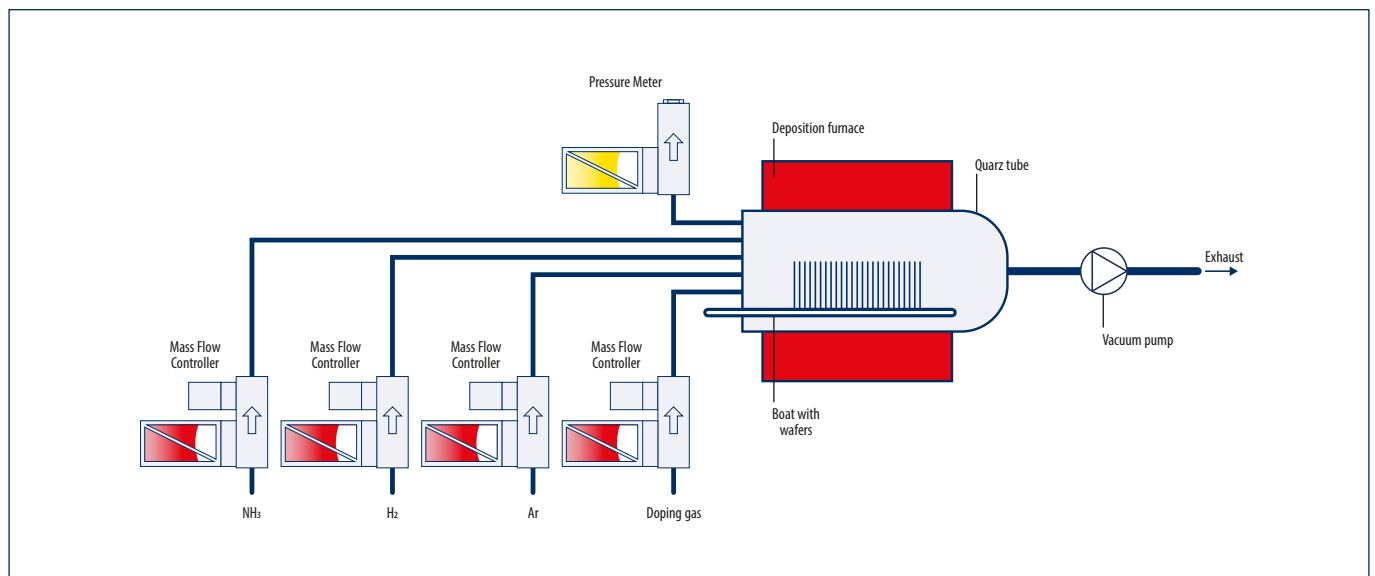 Pressure Meter
Deposition furnace
Quarz tube
Exhaust
Vacuum pump
Mass Flow
Controller
Mass Flow
Controller
Mass Flow
Controller
Mass Flow
Controller
Boat with
wafers
NH₃
H₂
Ar
Doping gas